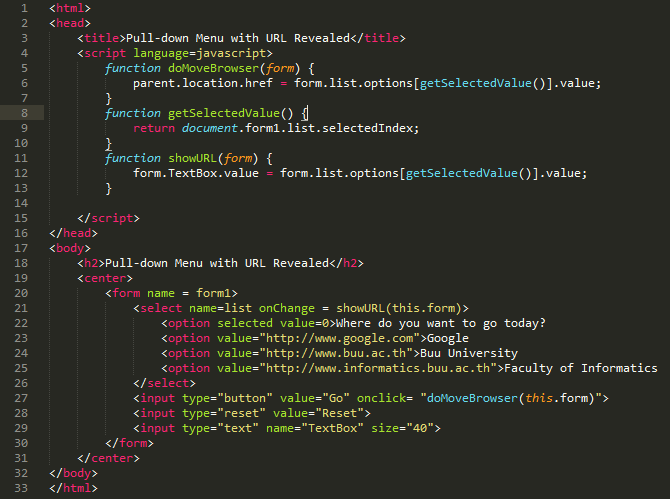 1 <html>
2 <head>
3 <title>Pull-down Menu with URL Revealed</title>
4 <script language=javascript>
5 function doMoveBrowser(form) {
6 parent.location.href = form.list.options[getSelectedValue()].value;
7 }
8 function getSelectedValue() {
9 return document.form1.list.selectedIndex;
10 }
11 function showURL(form) {
12 form.TextBox.value = form.list.options[getSelectedValue()].value;
13 }
14
15 </script>
16 </head>
17 <body>
18 <h2>Pull-down Menu with URL Revealed</h2>
19 <center>
20 <form name = form1>
21 <select name=list onChange = showURL(this.form)>
22 <option selected value=0>Where do you want to go today?
23 <option value="http://www.google.com">Google
24 <option value="http://www.buu.ac.th">Buu University
25 <option value="http://www.informatics.buu.ac.th">Faculty of Informatics
26 </select>
27 <input type="button" value="Go" onclick= "doMoveBrowser(this.form)">
28 <input type="reset" value="Reset">
29 <input type="text" name="TextBox" size="40">
30 </form>
31 </center>
32 </body>
33 </html>